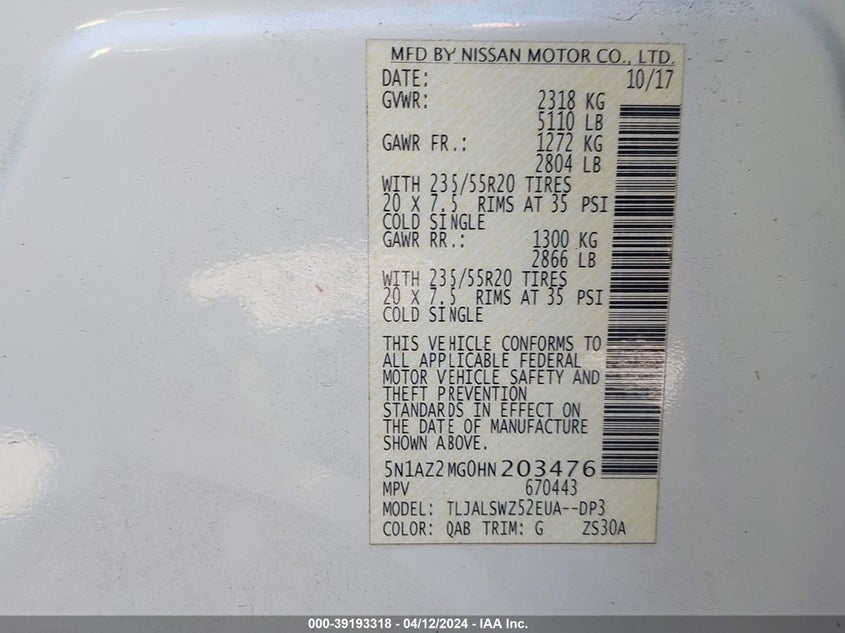 MFD BY NISSAN MOTOR CO., LTD.
DATE: 10/17
GVWR: 2318 KG
5110 LB
GAWR FR.: 1272 KG
2804 LB
WITH 235/55R20 TIRES
20 X 7.5 RIMS AT 35 PSI
COLD SINGLE
GAWR RR.: 1300 KG
2866 LB
WITH 235/55R20 TIRES
20 X 7.5 RIMS AT 35 PSI
COLD SINGLE
THIS VEHICLE CONFORMS TO
ALL APPLICABLE FEDERAL
MOTOR VEHICLE SAFETY AND
THEFT PREVENTION
STANDARDS IN EFFECT ON
THE DATE OF MANUFACTURE
SHOWN ABOVE.
5N1AZ2MG0HN203476
MPV 670443
MODEL: TLJALSWZ52EUA--DP3
COLOR: QAB TRIM: G ZS30A
000-39193318 - 04/12/2024 - IAA Inc.